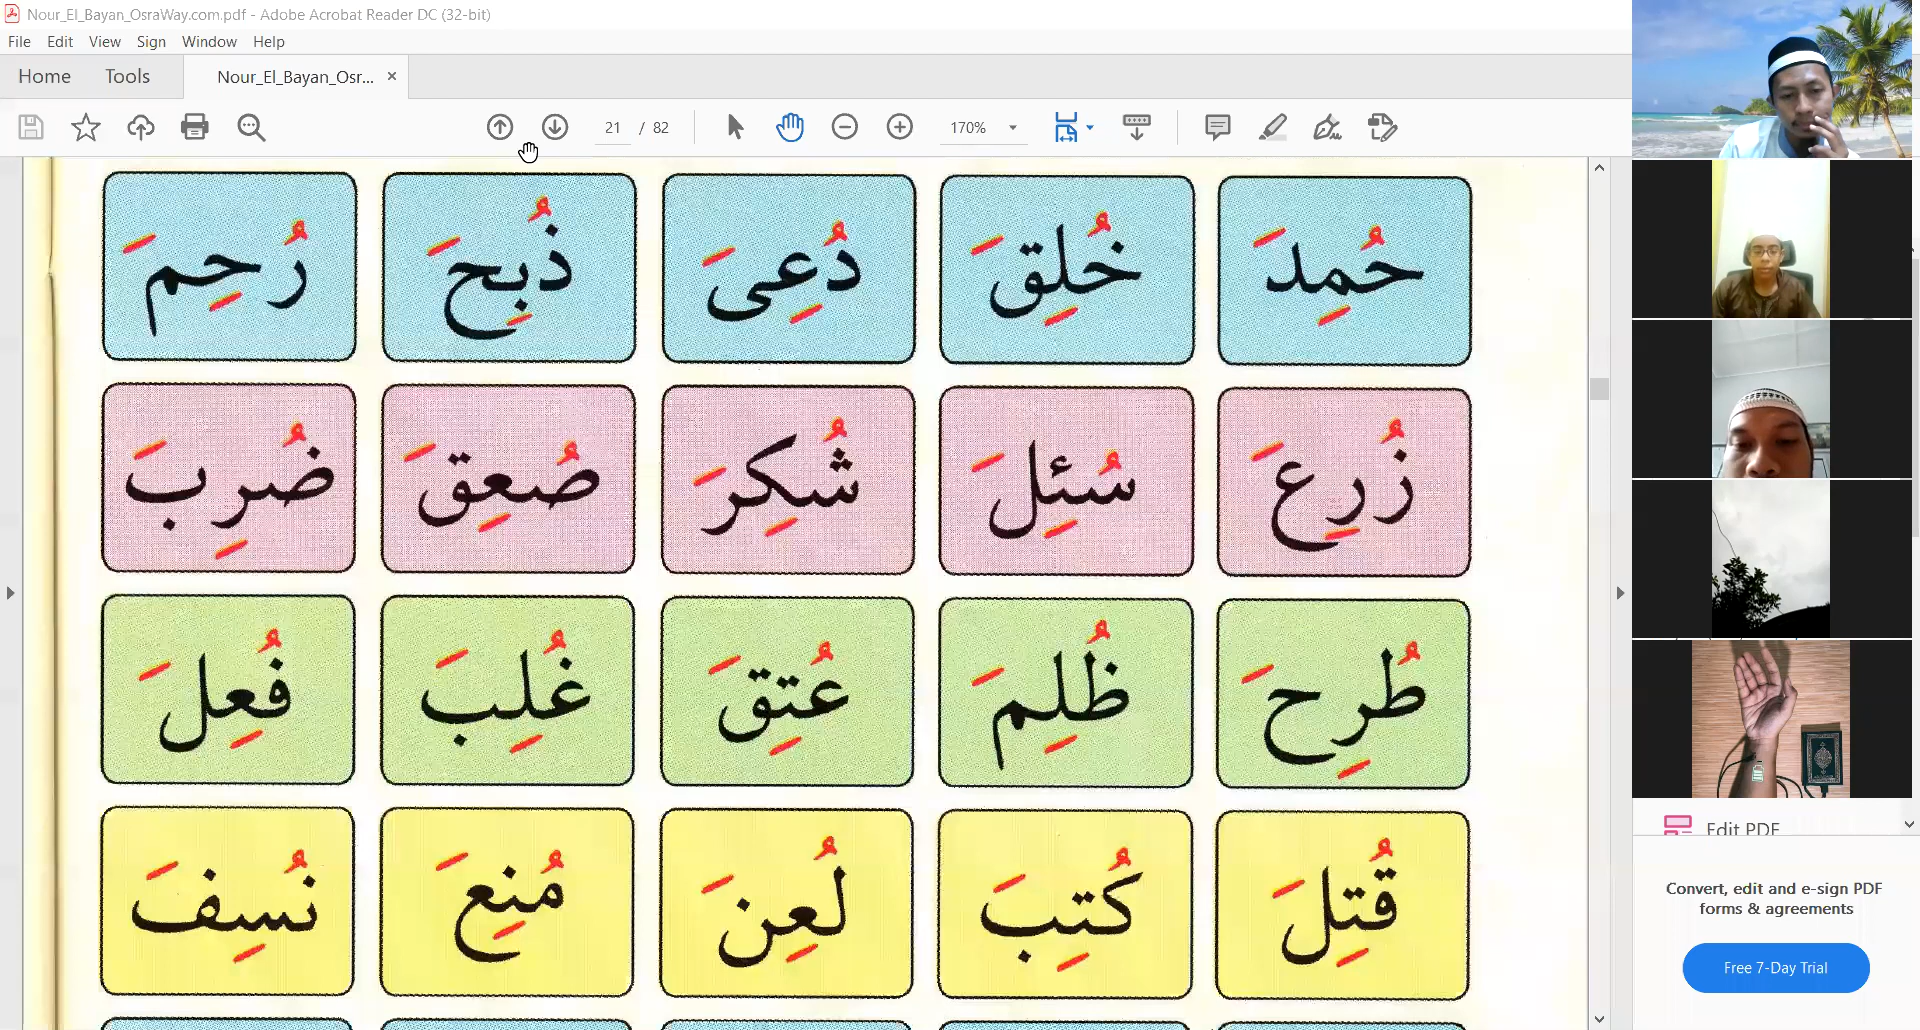 Nour_El_Bayan_OsraWay.com.pdf - Adobe Acrobat Reader DC (32-bit)
File Edit View Sign Window Help
Home Tools Nour_El_Bayan_Osr... ×
21 / 82 170%
حُمِدَ خُلِقَ دُعِىَ ذُبِحَ رُحِمَ
زُرِعَ سُئِلَ شُكِرَ صُعِقَ ضُرِبَ
طُرِحَ ظُلِمَ عُتِقَ غُلِبَ فُعِلَ
قُتِلَ كُتِبَ لُعِنَ مُنِعَ نُسِفَ
Edit PDF
Convert, edit and e-sign PDF
forms & agreements
Free 7-Day Trial